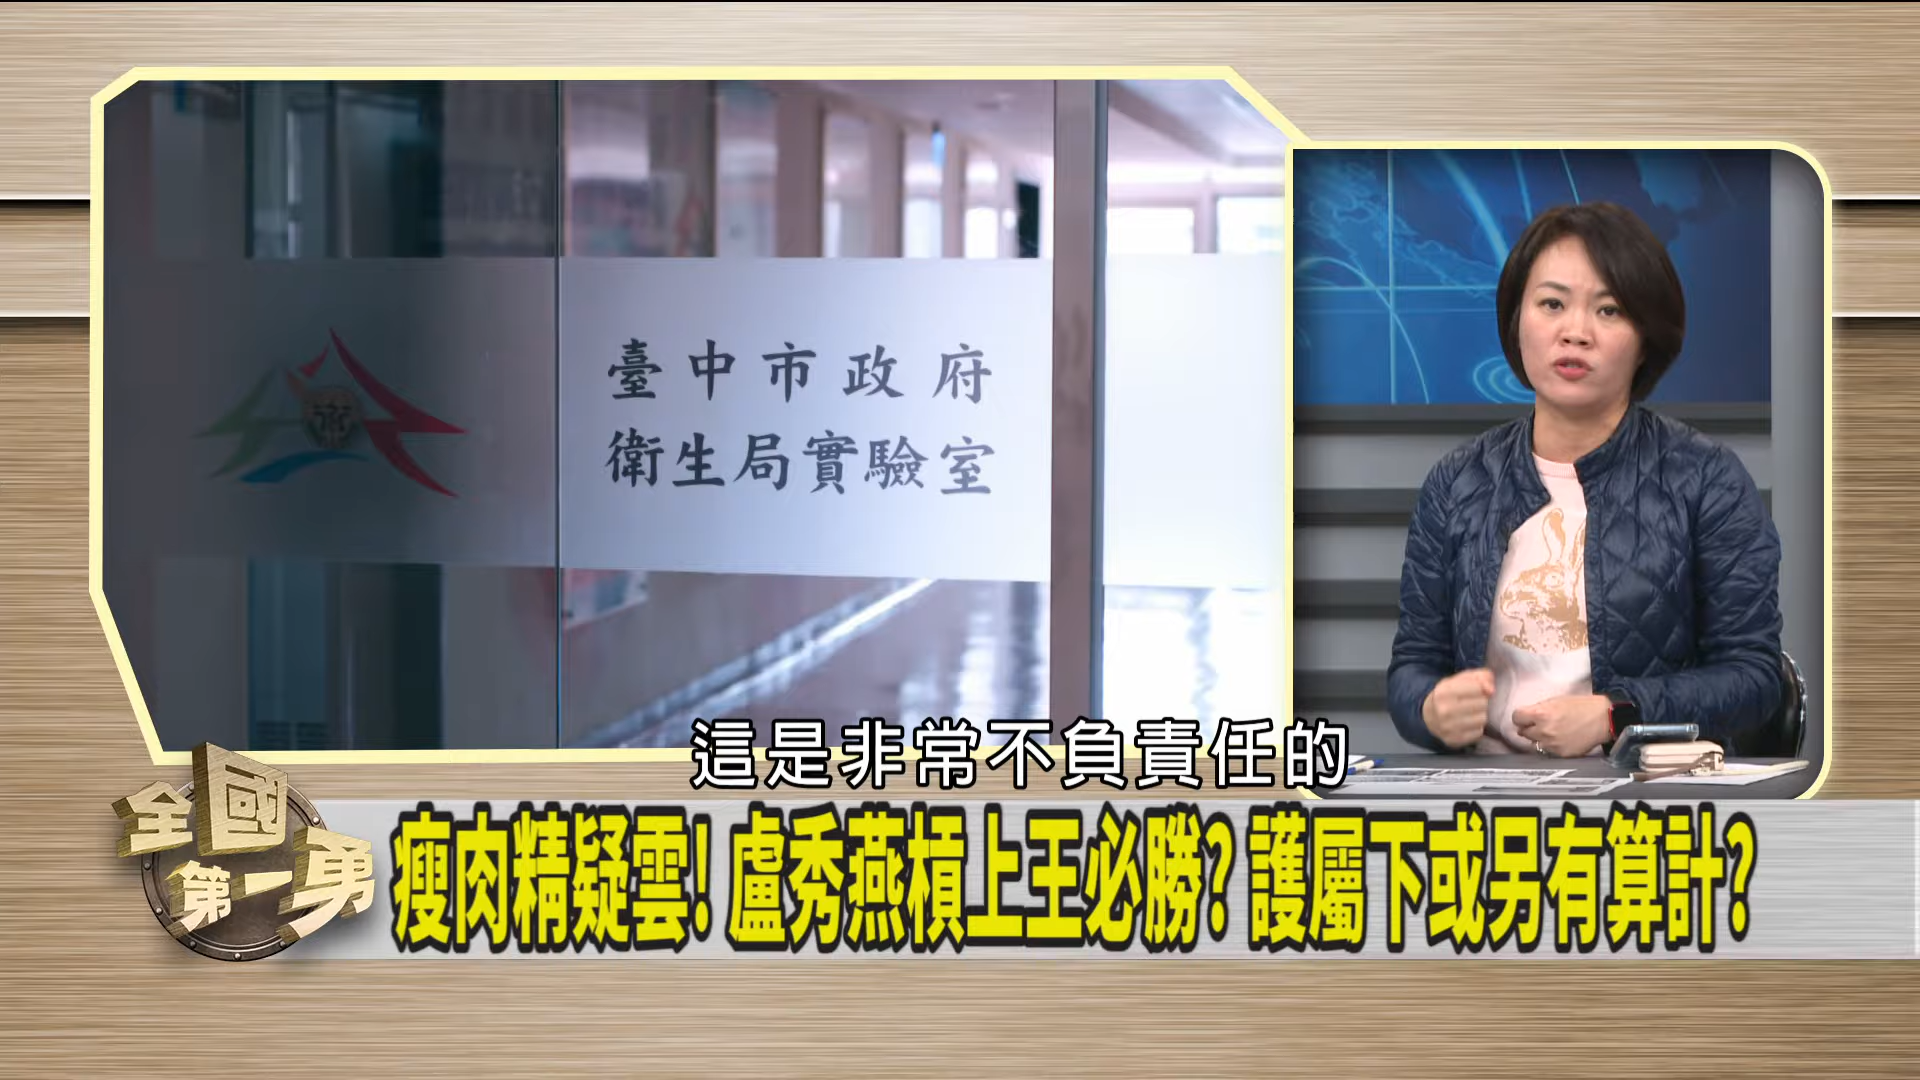 臺中市政府
衛生局實驗室
這是非常不負責任的
全國第一勇
瘦肉精疑雲!盧秀燕槓上王必勝?護屬下或另有算計?